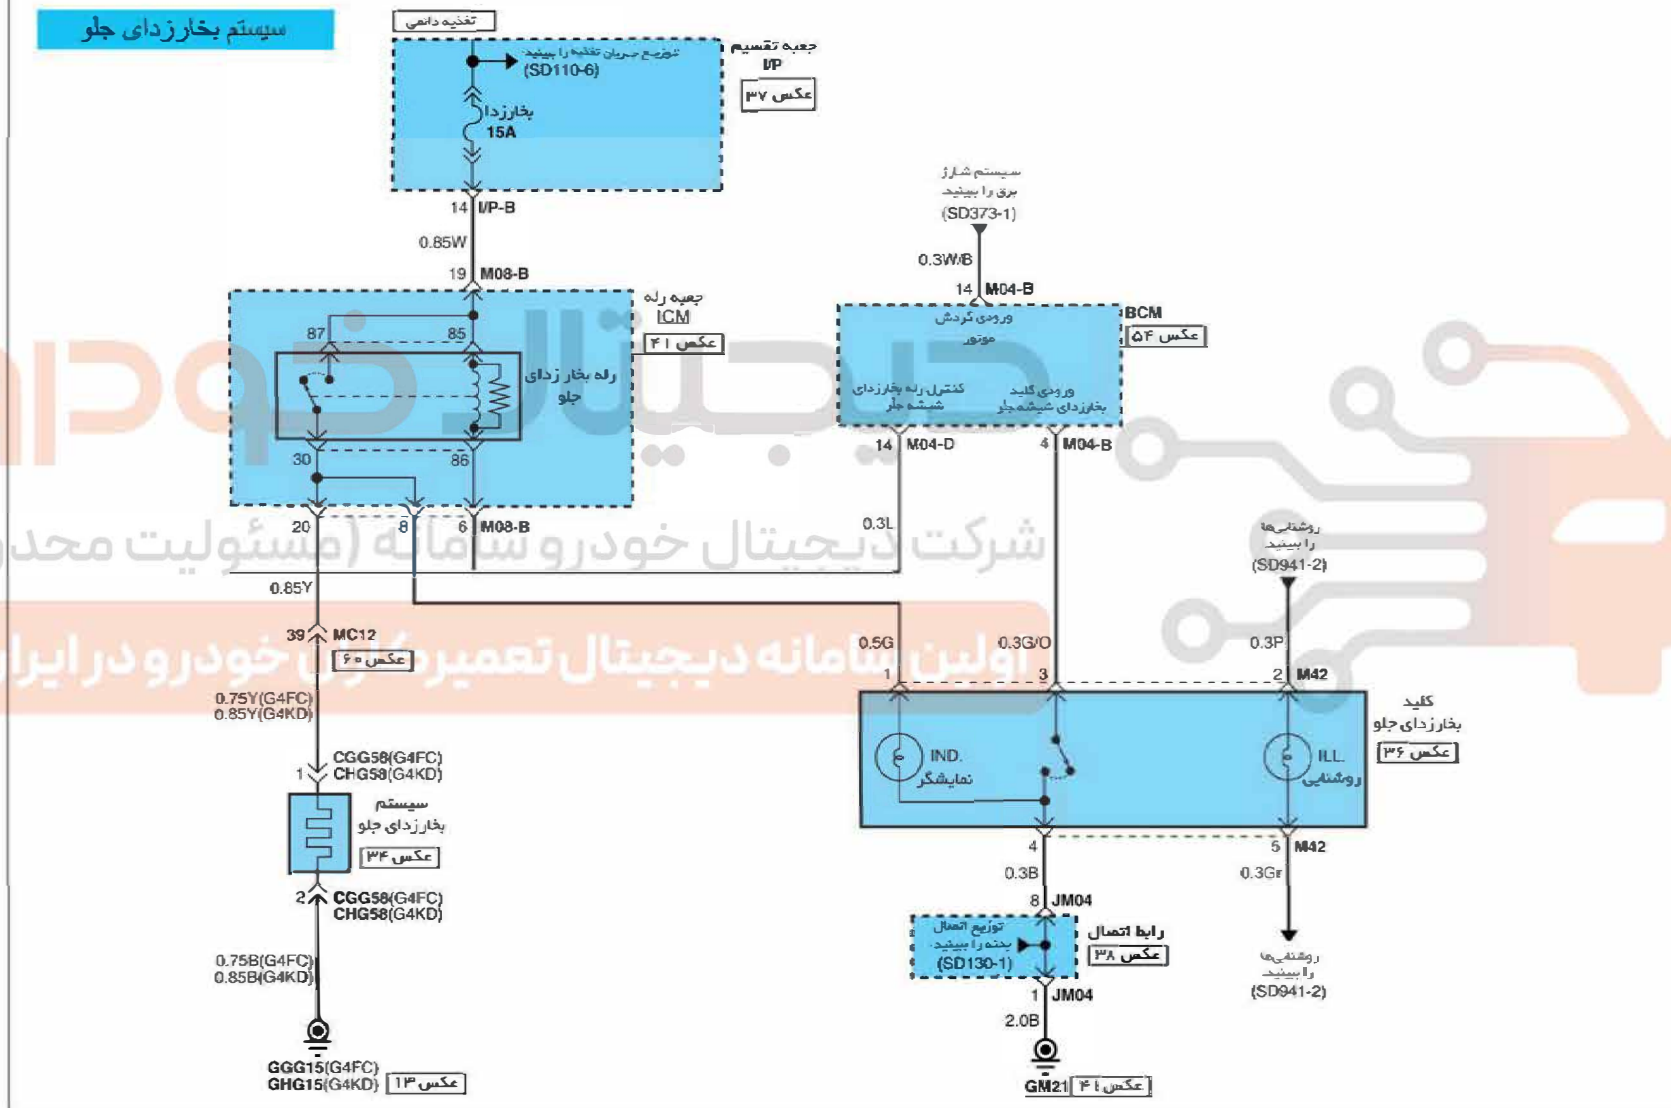 سیستم بخارزدای جلو
تغذیه دائمی
توزیع جریان تغذیه را ببینید
(SD110-6)
بخارزدا
15A
جعبه تقسیم
I/P
عکس ۳۷
14 I/P-B
0.85W
19 M08-B
جعبه رله
ICM
عکس ۴۱
87 85
رله بخار زدای
جلو
30 86
20 8 6 M08-B
سیستم شارژ
برق را ببینید
(SD373-1)
0.3W/B
14 M04-B
BCM
عکس ۵۴
ورودی گردش
موتور
کنترل رله بخارزدای
شیشه جلو
ورودی کلید
بخارزدای شیشه جلو
14 M04-D
4 M04-B
0.3L
دیجیتال خودرو
شرکت دیجیتال خودرو سامانه (مسئولیت محدو
اولین سامانه دیجیتال تعمیرکاران خودرو در ایران
روشنایی‌ها
را ببینید
(SD941-2)
0.85Y
39 MC12
عکس ۶۰
0.75Y(G4FC)
0.85Y(G4KD)
0.5G
0.3G/O
0.3P
1 3 2 M42
کلید
بخارزدای جلو
عکس ۳۶
IND.
نمایشگر
ILL.
روشنایی
CGG58(G4FC)
1 CHG58(G4KD)
سیستم
بخارزدای جلو
عکس ۳۴
2 CGG58(G4FC)
CHG58(G4KD)
4 5 M42
0.3B
0.3Gr
8 JM04
توزیع اتصال
بدنه را ببینید
(SD130-1)
رابط اتصال
عکس ۳۸
1 JM04
2.0B
روشنایی‌ها
را ببینید
(SD941-2)
0.75B(G4FC)
0.85B(G4KD)
GGG15(G4FC)
GHG15(G4KD)
عکس ۱۳
GM21
عکس ۴۱